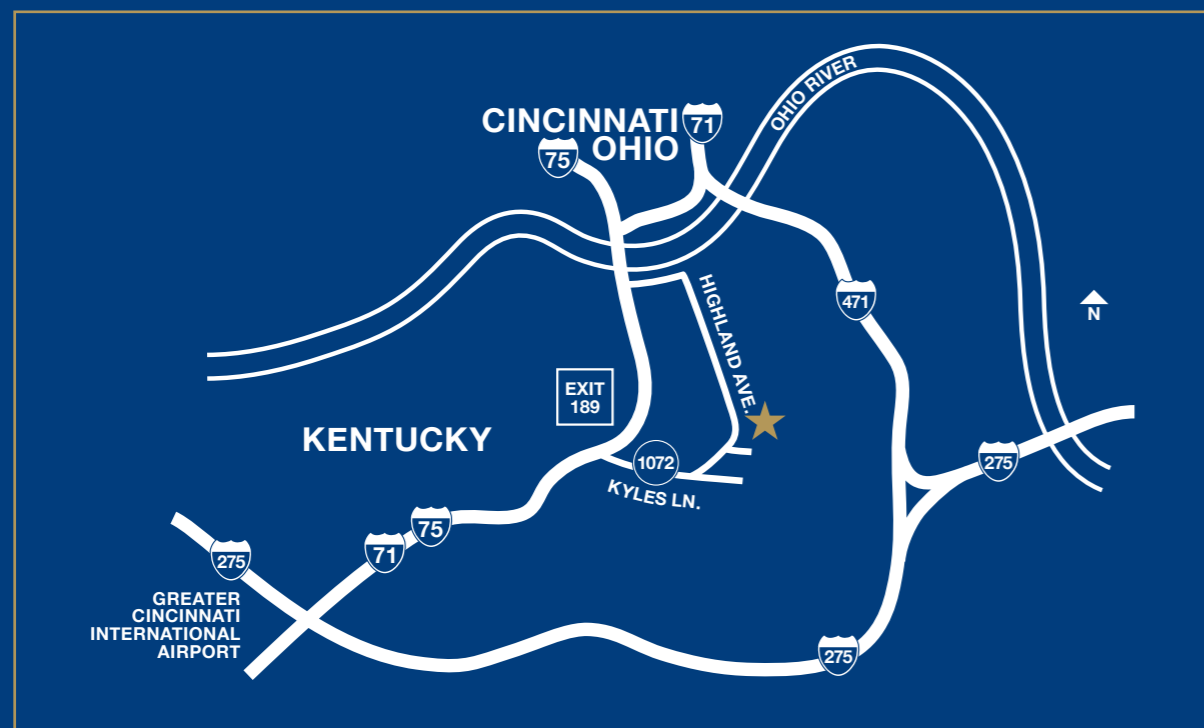 OHIO RIVER
CINCINNATI
OHIO
71
75
HIGHLAND AVE.
471
N
EXIT
189
KENTUCKY
1072
KYLES LN.
275
75
71
275
GREATER
CINCINNATI
INTERNATIONAL
AIRPORT
275